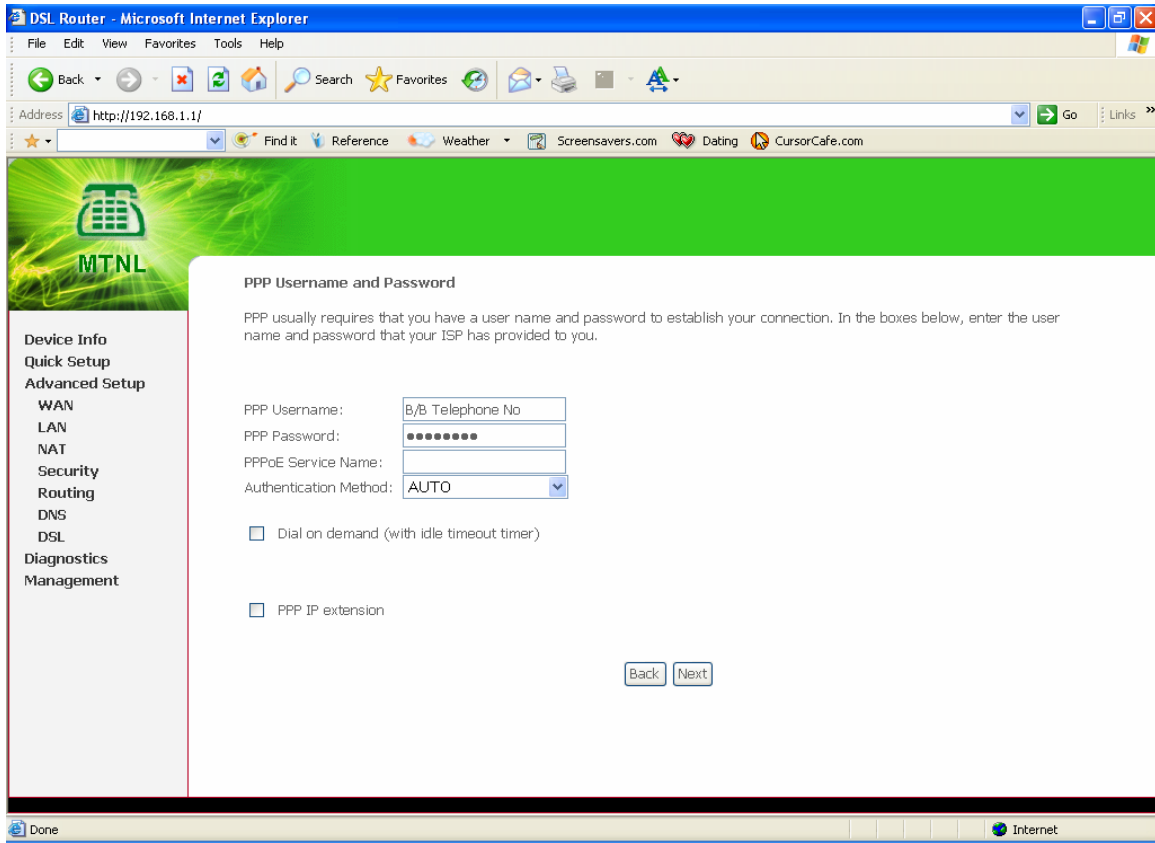 DSL Router - Microsoft Internet Explorer
File Edit View Favorites Tools Help
Back Search Favorites
Address http://192.168.1.1/ Go Links »
Find it Reference Weather Screensavers.com Dating CursorCafe.com
MTNL
Device Info
Quick Setup
Advanced Setup
WAN
LAN
NAT
Security
Routing
DNS
DSL
Diagnostics
Management
PPP Username and Password
PPP usually requires that you have a user name and password to establish your connection. In the boxes below, enter the user
name and password that your ISP has provided to you.
PPP Username: B/B Telephone No
PPP Password: ●●●●●●●●
PPPoE Service Name:
Authentication Method: AUTO
Dial on demand (with idle timeout timer)
PPP IP extension
Back Next
Done Internet